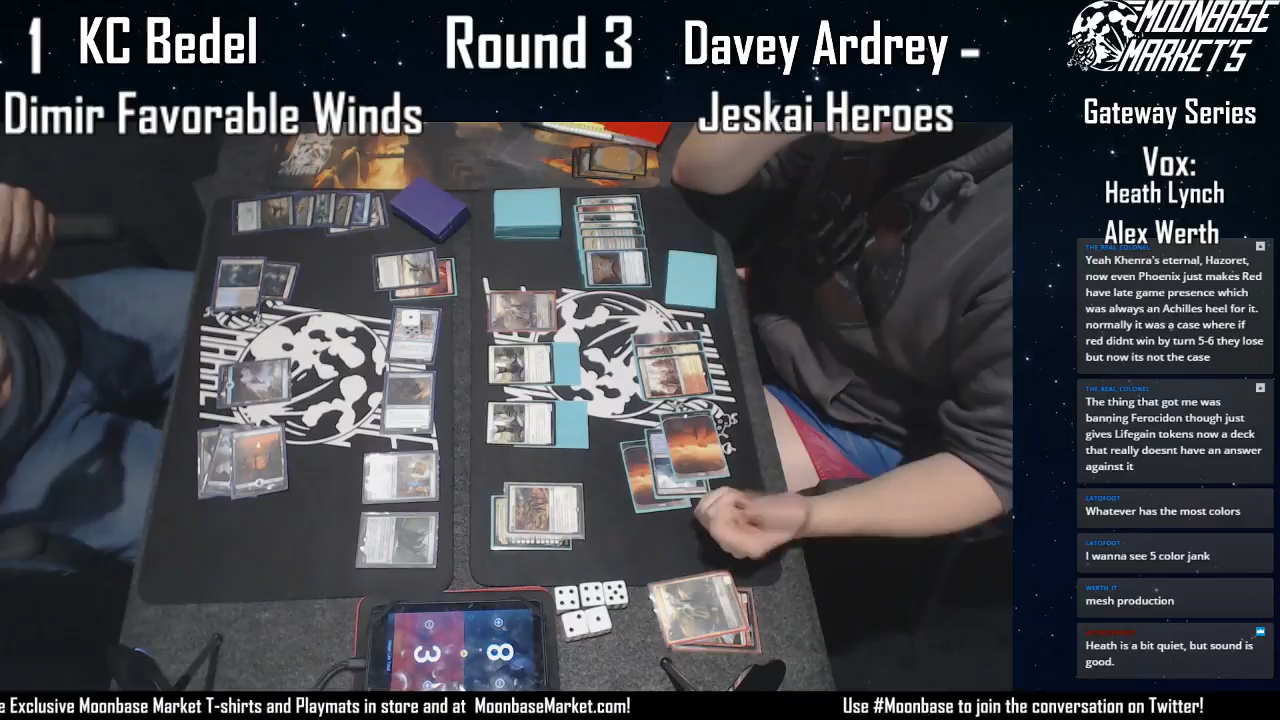 1 KC Bedel
Round 3
Davey Ardrey -
MOONBASE
MARKET'S
Dimir Favorable Winds
Jeskai Heroes
Gateway Series
Vox:
Heath Lynch
Alex Werth
THE_REAL_COLONEL
Yeah Khenra's eternal, Hazoret,
now even Phoenix just makes Red
have late game presence which
was always an Achilles heel for it.
normally it was a case where if
red didnt win by turn 5-6 they lose
but now its not the case
THE_REAL_COLONEL
The thing that got me was
banning Ferocidon though just
gives Lifegain tokens now a deck
that really doesnt have an answer
against it
LATOFOOT
Whatever has the most colors
LATOFOOT
I wanna see 5 color jank
WERTH_IT
mesh production
Heath is a bit quiet, but sound is
good.
3
8
e Exclusive Moonbase Market T-shirts and Playmats in store and at MoonbaseMarket.com!
Use #Moonbase to join the conversation on Twitter!